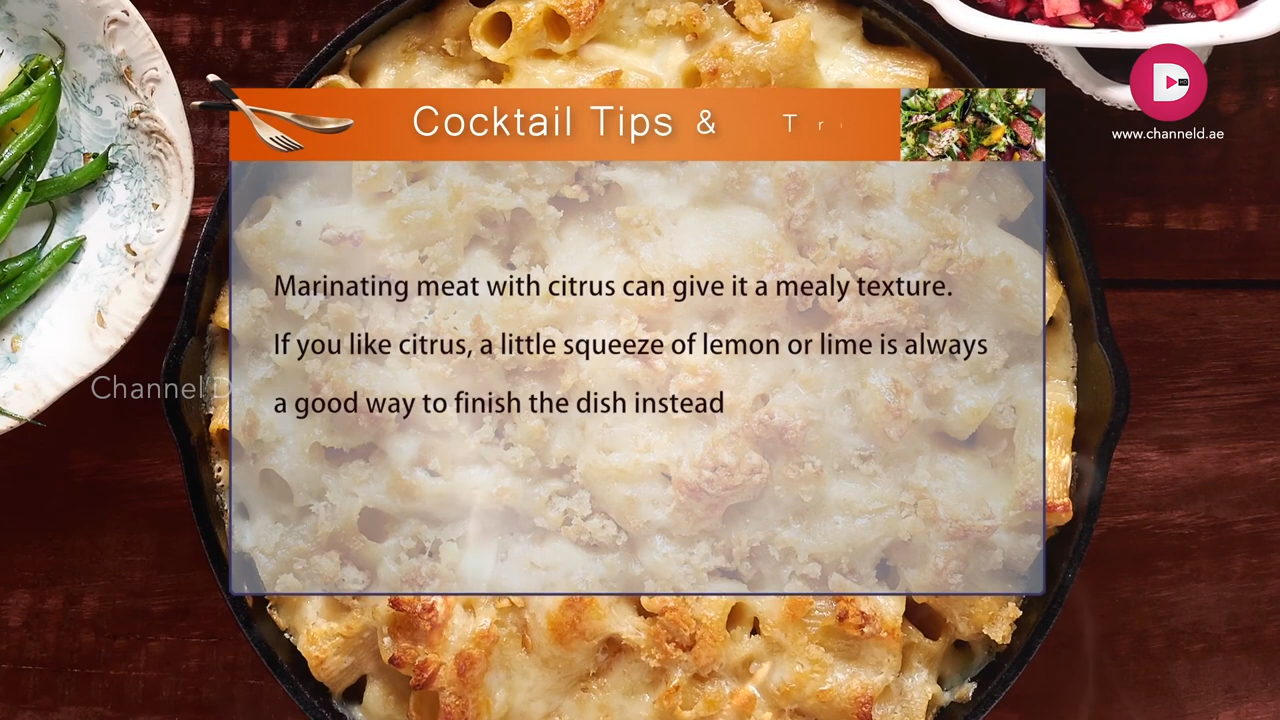 Cocktail Tips & Tr
www.channeld.ae
Marinating meat with citrus can give it a mealy texture.
If you like citrus, a little squeeze of lemon or lime is always
Channel D
a good way to finish the dish instead